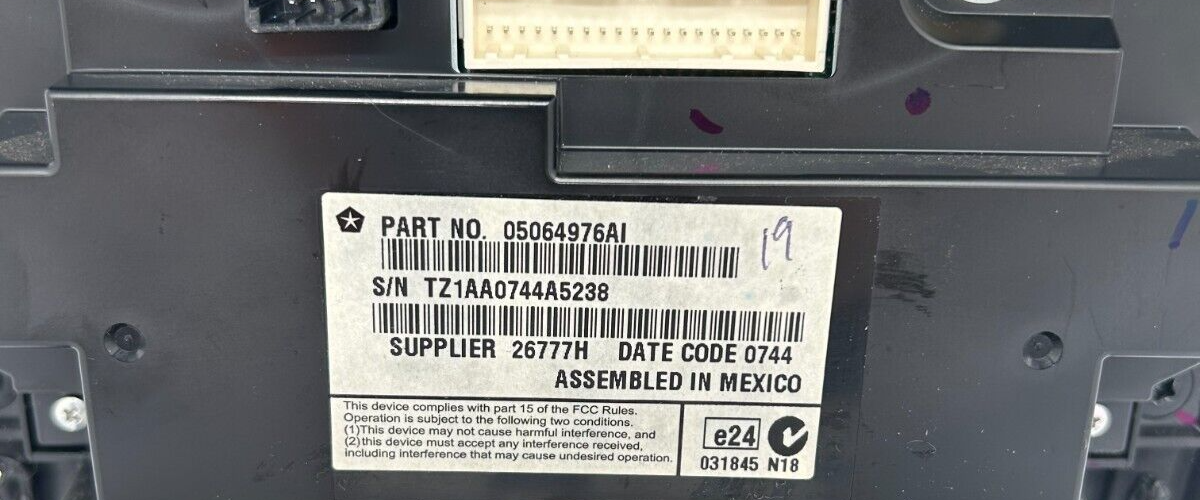 PART NO. 05064976AI
19
S/N TZ1AA0744A5238
SUPPLIER 26777H DATE CODE 0744
ASSEMBLED IN MEXICO
This device complies with part 15 of the FCC Rules.
Operation is subject to the following two conditions.
(1)This device may not cause harmful interference, and
(2)this device must accept any interference received,
including interference that may cause undesired operation.
e24
031845 N18